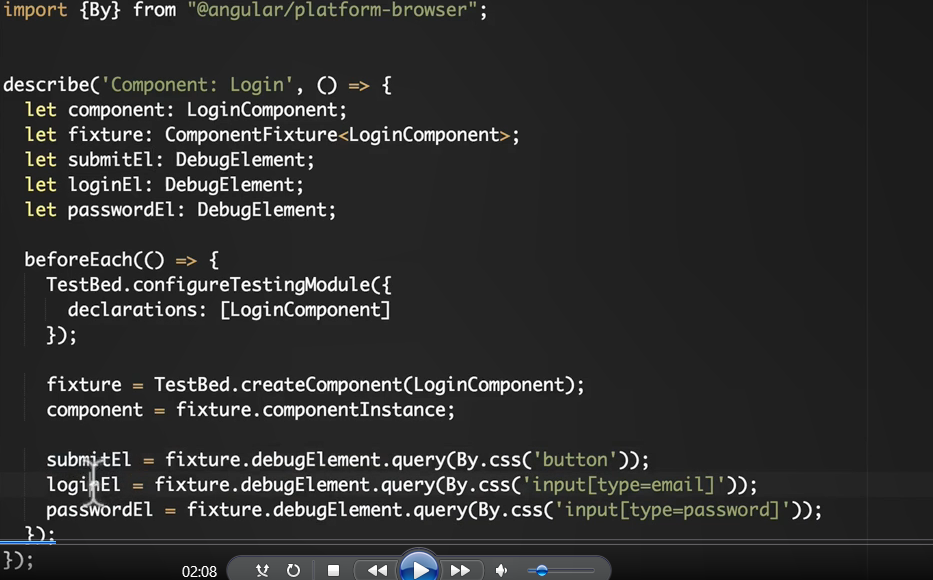 import {By} from "@angular/platform-browser";
describe('Component: Login', () => {
let component: LoginComponent;
let fixture: ComponentFixture<LoginComponent>;
let submitEl: DebugElement;
let loginEl: DebugElement;
let passwordEl: DebugElement;
beforeEach(() => {
TestBed.configureTestingModule({
declarations: [LoginComponent]
});
fixture = TestBed.createComponent(LoginComponent);
component = fixture.componentInstance;
submitEl = fixture.debugElement.query(By.css('button'));
loginEl = fixture.debugElement.query(By.css('input[type=email]'));
passwordEl = fixture.debugElement.query(By.css('input[type=password]'));
});
});
02:08